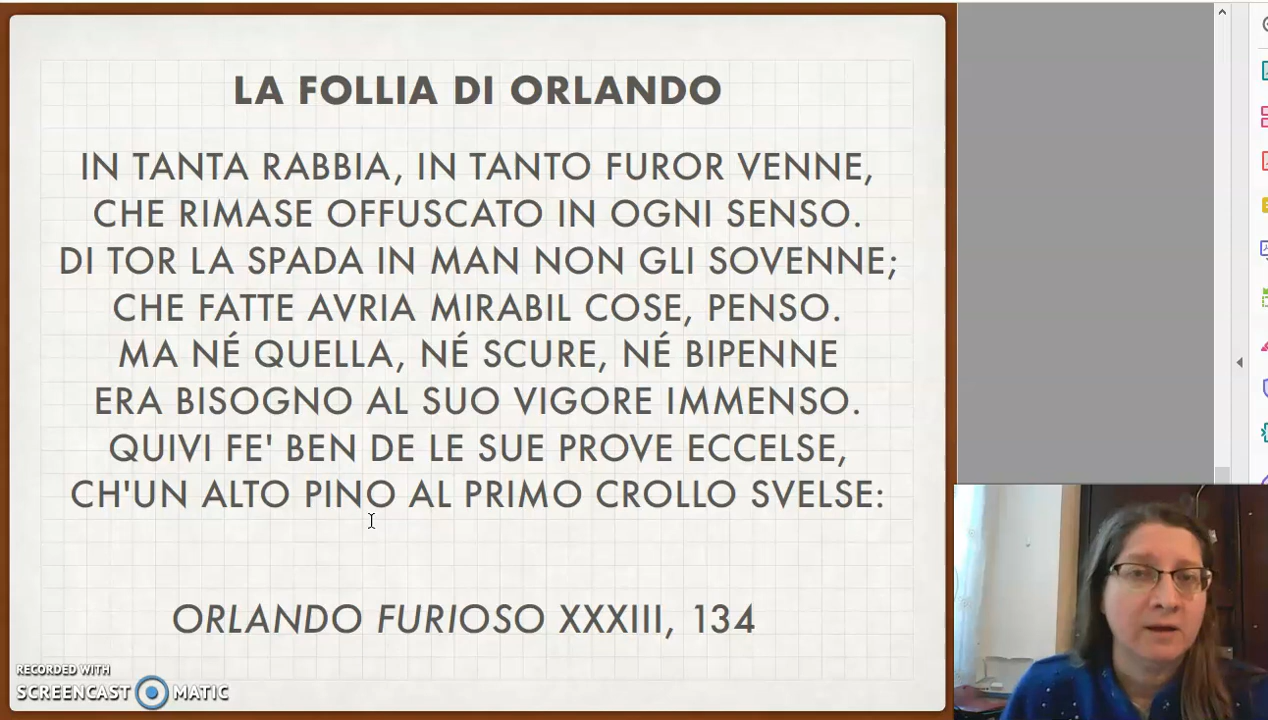 LA FOLLIA DI ORLANDO
IN TANTA RABBIA, IN TANTO FUROR VENNE,
CHE RIMASE OFFUSCATO IN OGNI SENSO.
DI TOR LA SPADA IN MAN NON GLI SOVENNE;
CHE FATTE AVRIA MIRABIL COSE, PENSO.
MA NÉ QUELLA, NÉ SCURE, NÉ BIPENNE
ERA BISOGNO AL SUO VIGORE IMMENSO.
QUIVI FE' BEN DE LE SUE PROVE ECCELSE,
CH'UN ALTO PINO AL PRIMO CROLLO SVELSE:
ORLANDO FURIOSO XXXIII, 134
RECORDED WITH
SCREENCAST MATIC